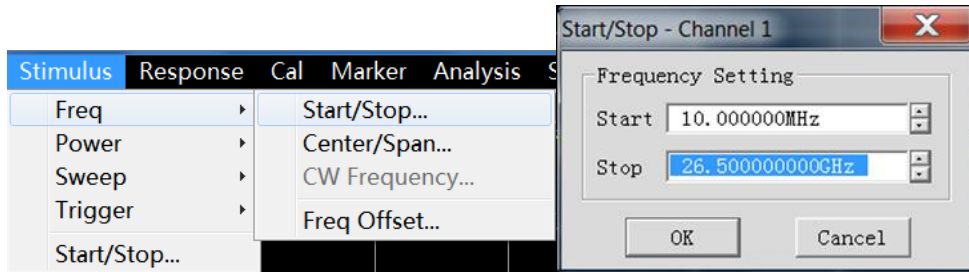 Stimulus Response Cal Marker Analysis
Freq
Power
Sweep
Trigger
Start/Stop...
Start/Stop...
Center/Span...
CW Frequency...
Freq Offset...
Start/Stop - Channel 1
Frequency Setting
Start 10.000000MHz
Stop 26.500000000GHz
OK Cancel